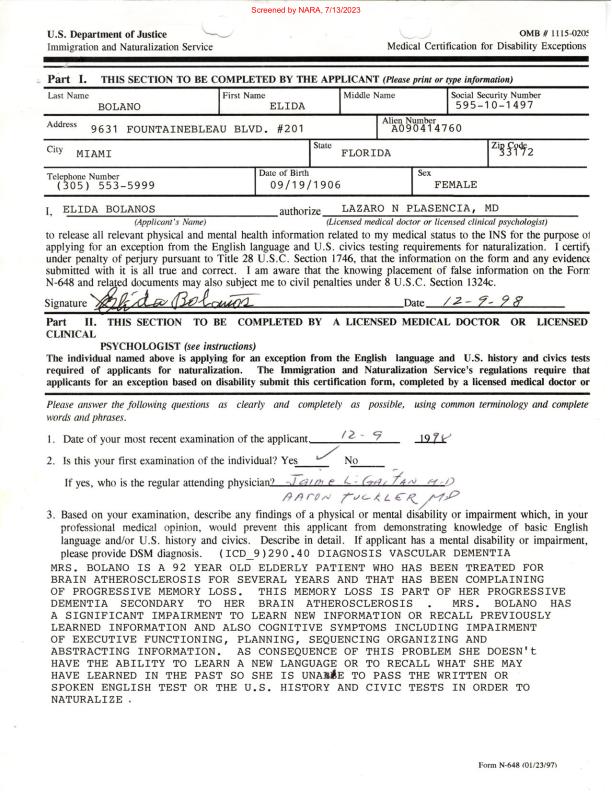 Screened by NARA, 7/13/2023
U.S. Department of Justice OMB # 1115-0205
Immigration and Naturalization Service Medical Certification for Disability Exceptions
Part I. THIS SECTION TO BE COMPLETED BY THE APPLICANT (Please print or type information)
Last Name First Name Middle Name Social Security Number
BOLANO ELIDA 595-10-1497
Address 9631 FOUNTAINEBLEAU BLVD. #201 Alien Number A090414760
City MIAMI State FLORIDA Zip Code 33172
Telephone Number Date of Birth Sex
(305) 553-5999 09/19/1906 FEMALE
I, ELIDA BOLANOS authorize LAZARO N PLASENCIA, MD
(Applicant's Name) (Licensed medical doctor or licensed clinical psychologist)
to release all relevant physical and mental health information related to my medical status to the INS for the purpose of
applying for an exception from the English language and U.S. civics testing requirements for naturalization. I certify
under penalty of perjury pursuant to Title 28 U.S.C. Section 1746, that the information on the form and any evidence
submitted with it is all true and correct. I am aware that the knowing placement of false information on the Form
N-648 and related documents may also subject me to civil penalties under 8 U.S.C. Section 1324c.
Signature Elida Bolanos Date 12-9-98
Part II. THIS SECTION TO BE COMPLETED BY A LICENSED MEDICAL DOCTOR OR LICENSED
CLINICAL
PSYCHOLOGIST (see instructions)
The individual named above is applying for an exception from the English language and U.S. history and civics tests
required of applicants for naturalization. The Immigration and Naturalization Service's regulations require that
applicants for an exception based on disability submit this certification form, completed by a licensed medical doctor or
Please answer the following questions as clearly and completely as possible, using common terminology and complete
words and phrases.
1. Date of your most recent examination of the applicant 12-9 1998
2. Is this your first examination of the individual? Yes ✓ No
If yes, who is the regular attending physician? Jaime L. GAITAN M.D
AARON TUCKLER MD
3. Based on your examination, describe any findings of a physical or mental disability or impairment which, in your
professional medical opinion, would prevent this applicant from demonstrating knowledge of basic English
language and/or U.S. history and civics. Describe in detail. If applicant has a mental disability or impairment,
please provide DSM diagnosis. (ICD_9)290.40 DIAGNOSIS VASCULAR DEMENTIA
MRS. BOLANO IS A 92 YEAR OLD ELDERLY PATIENT WHO HAS BEEN TREATED FOR
BRAIN ATHEROSCLEROSIS FOR SEVERAL YEARS AND THAT HAS BEEN COMPLAINING
OF PROGRESSIVE MEMORY LOSS. THIS MEMORY LOSS IS PART OF HER PROGRESSIVE
DEMENTIA SECONDARY TO HER BRAIN ATHEROSCLEROSIS . MRS. BOLANO HAS
A SIGNIFICANT IMPAIRMENT TO LEARN NEW INFORMATION OR RECALL PREVIOUSLY
LEARNED INFORMATION AND ALSO COGNITIVE SYMPTOMS INCLUDING IMPAIRMENT
OF EXECUTIVE FUNCTIONING, PLANNING, SEQUENCING ORGANIZING AND
ABSTRACTING INFORMATION. AS CONSEQUENCE OF THIS PROBLEM SHE DOESN't
HAVE THE ABILITY TO LEARN A NEW LANGUAGE OR TO RECALL WHAT SHE MAY
HAVE LEARNED IN THE PAST SO SHE IS UNABLE TO PASS THE WRITTEN OR
SPOKEN ENGLISH TEST OR THE U.S. HISTORY AND CIVIC TESTS IN ORDER TO
NATURALIZE .
Form N-648 (01/23/97)